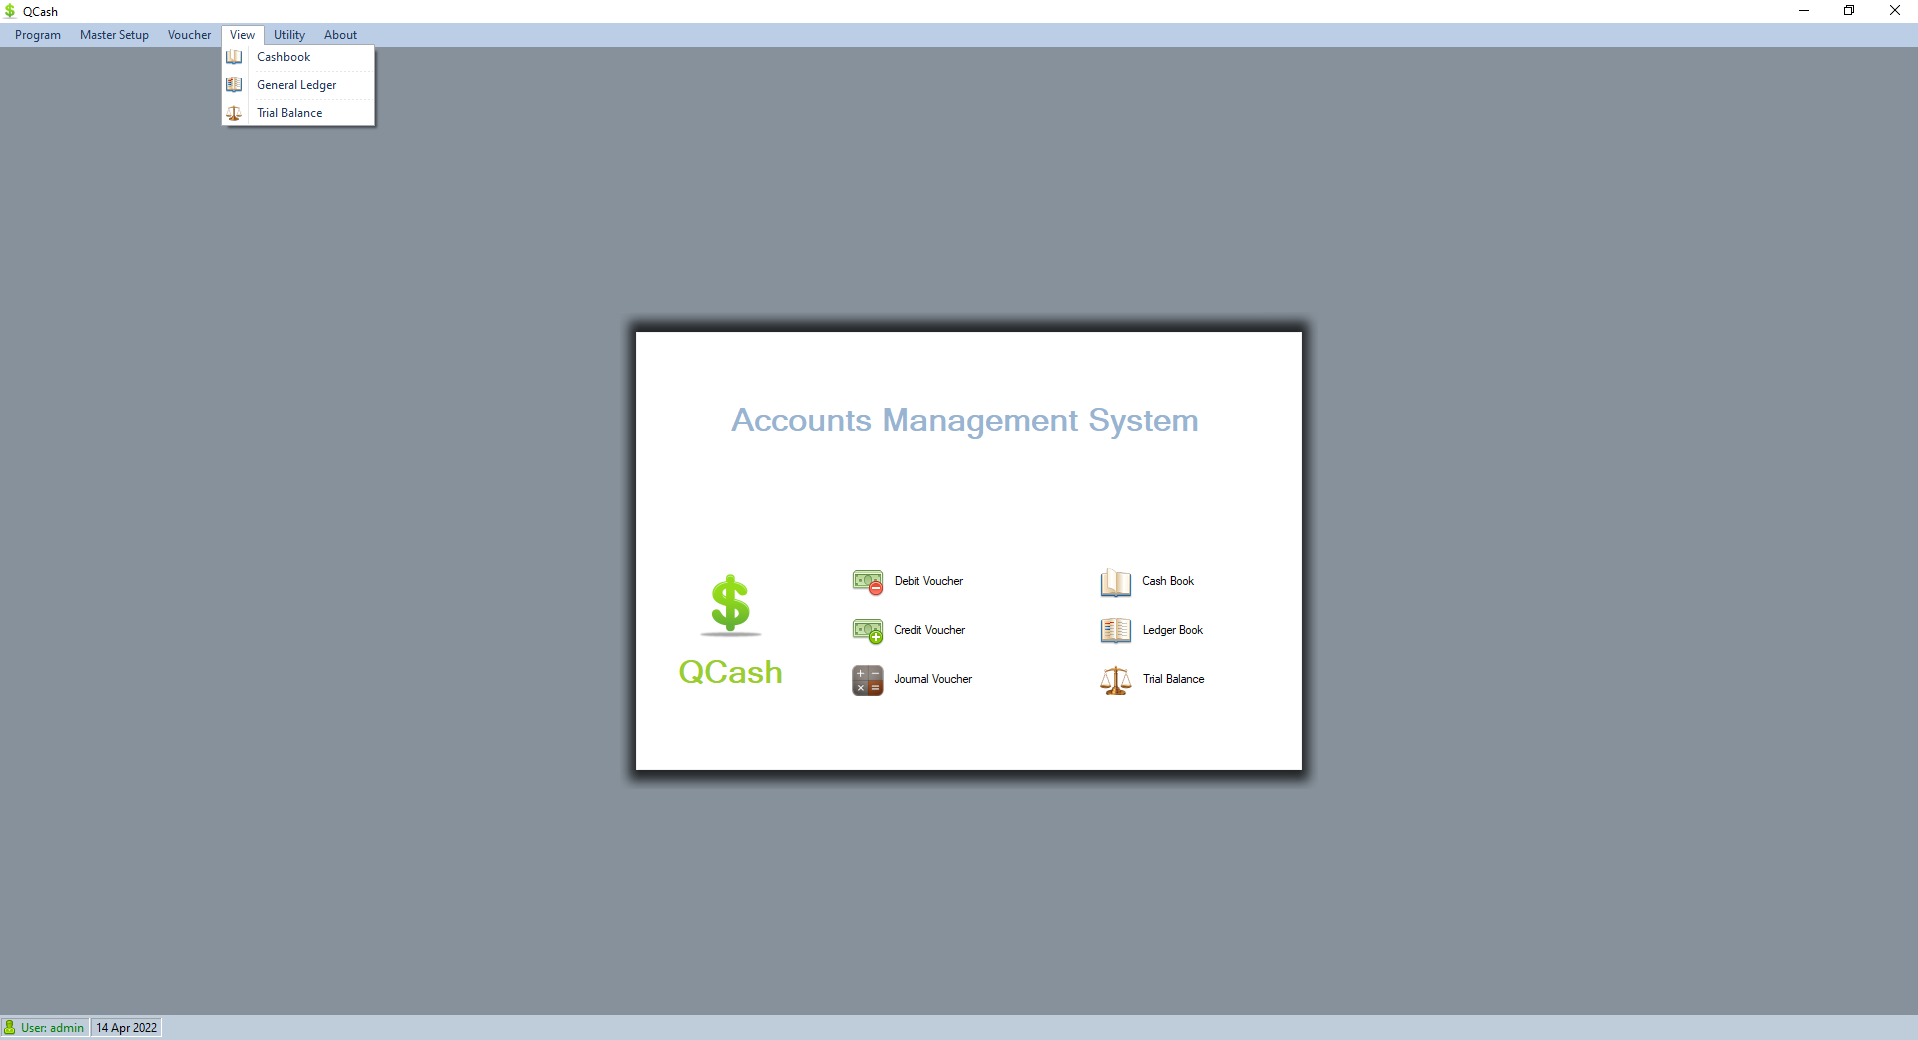 QCash
Program Master Setup Voucher View Utility About
Cashbook
General Ledger
Trial Balance
Accounts Management System
QCash
Debit Voucher
Credit Voucher
Journal Voucher
Cash Book
Ledger Book
Trial Balance
User: admin 14 Apr 2022